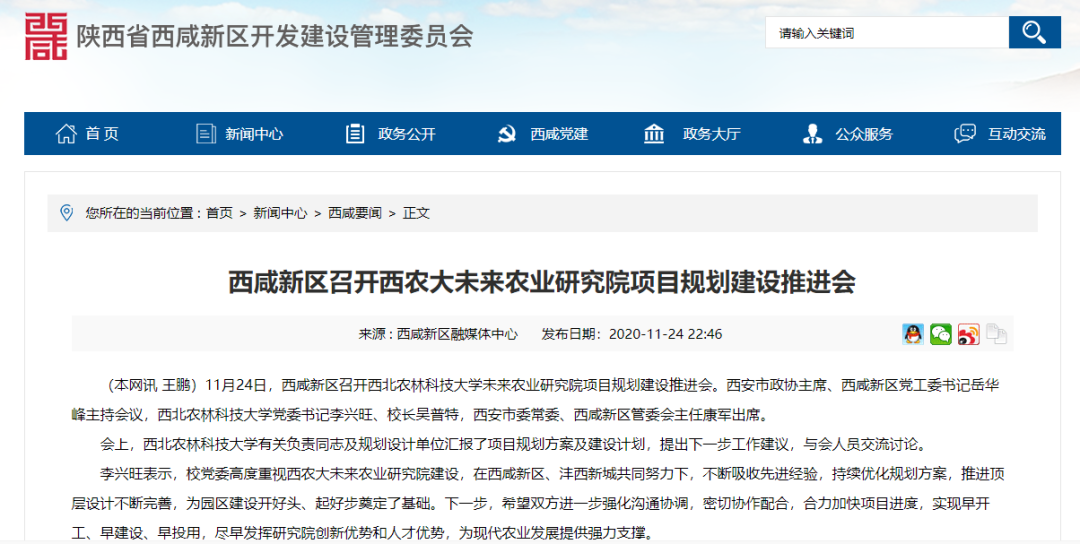 陕西省西咸新区开发建设管理委员会
请输入关键词
首页 新闻中心 政务公开 西咸党建 政务大厅 公众服务 互动交流
您所在的当前位置：首页 > 新闻中心 > 西咸要闻 > 正文
西咸新区召开西农大未来农业研究院项目规划建设推进会
来源：西咸新区融媒体中心 发布日期：2020-11-24 22:46
（本网讯 王鹏）11月24日，西咸新区召开西北农林科技大学未来农业研究院项目规划建设推进会。西安市政协主席、西咸新区党工委书记岳华
峰主持会议，西北农林科技大学党委书记李兴旺、校长吴普特，西安市委常委、西咸新区管委会主任康军出席。
会上，西北农林科技大学有关负责同志及规划设计单位汇报了项目规划方案及建设计划，提出下一步工作建议，与会人员交流讨论。
李兴旺表示，校党委高度重视西农大未来农业研究院建设，在西咸新区、沣西新城共同努力下，不断吸收先进经验，持续优化规划方案，推进顶
层设计不断完善，为园区建设开好头、起好步奠定了基础。下一步，希望双方进一步强化沟通协调，密切协作配合，合力加快项目进度，实现早开
工、早建设、早投用，尽早发挥研究院创新优势和人才优势，为现代农业发展提供强力支撑。